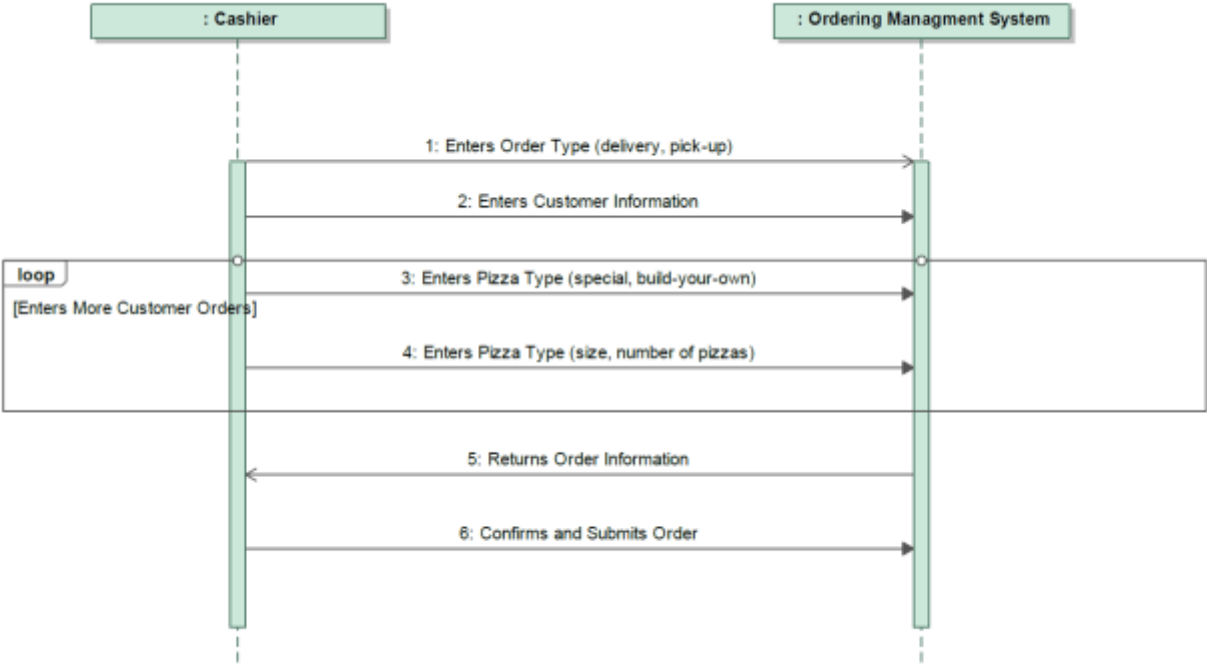 : Cashier
: Ordering Managment System
1: Enters Order Type (delivery, pick-up)
2: Enters Customer Information
loop
3: Enters Pizza Type (special, build-your-own)
[Enters More Customer Orders]
4: Enters Pizza Type (size, number of pizzas)
5: Returns Order Information
6: Confirms and Submits Order